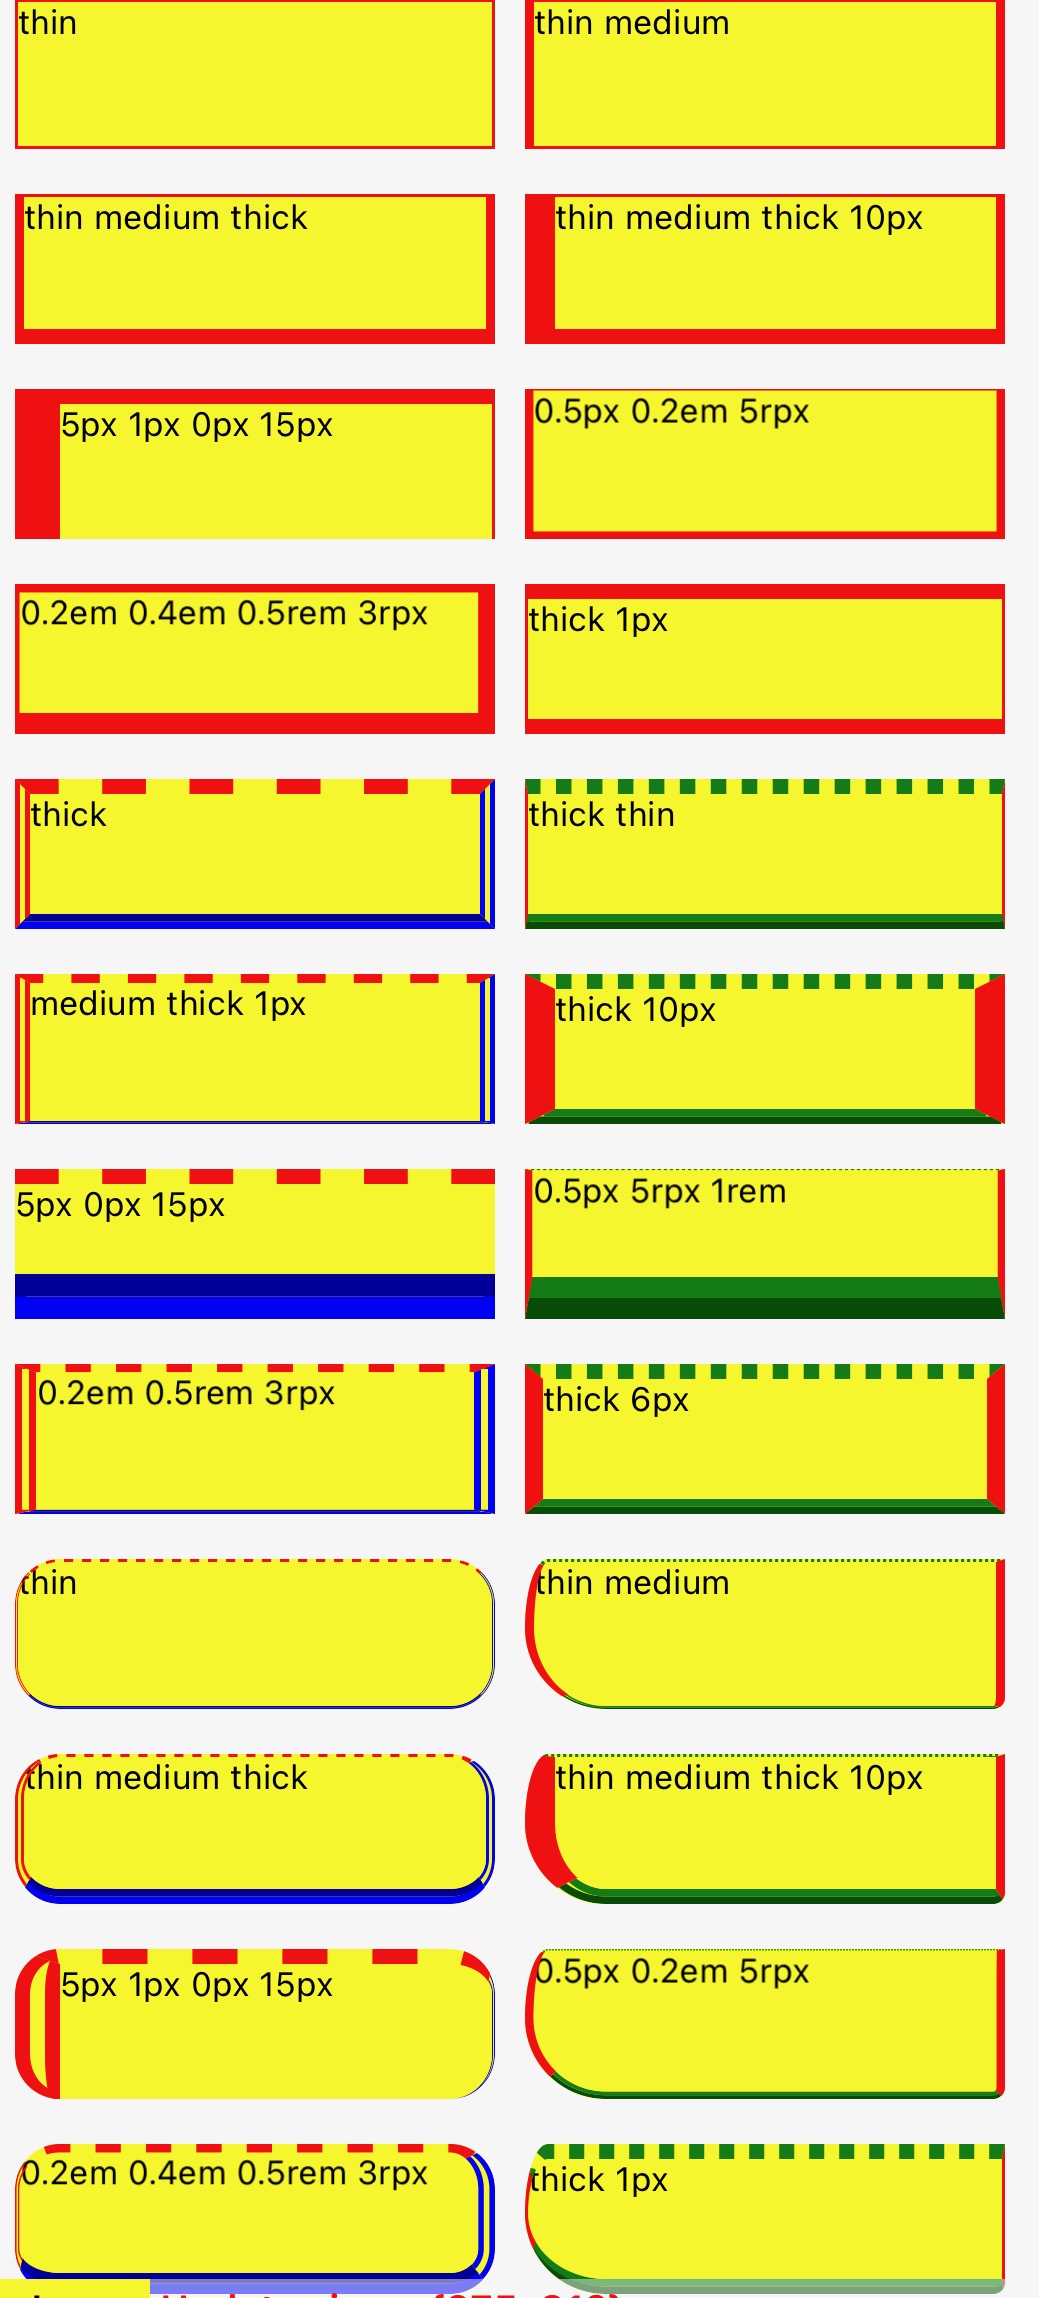 thin
thin medium
thin medium thick
thin medium thick 10px
5px 1px 0px 15px
0.5px 0.2em 5rpx
0.2em 0.4em 0.5rem 3rpx
thick 1px
thick
thick thin
medium thick 1px
thick 10px
5px 0px 15px
0.5px 5rpx 1rem
0.2em 0.5rem 3rpx
thick 6px
thin
thin medium
thin medium thick
thin medium thick 10px
5px 1px 0px 15px
0.5px 0.2em 5rpx
0.2em 0.4em 0.5rem 3rpx
thick 1px